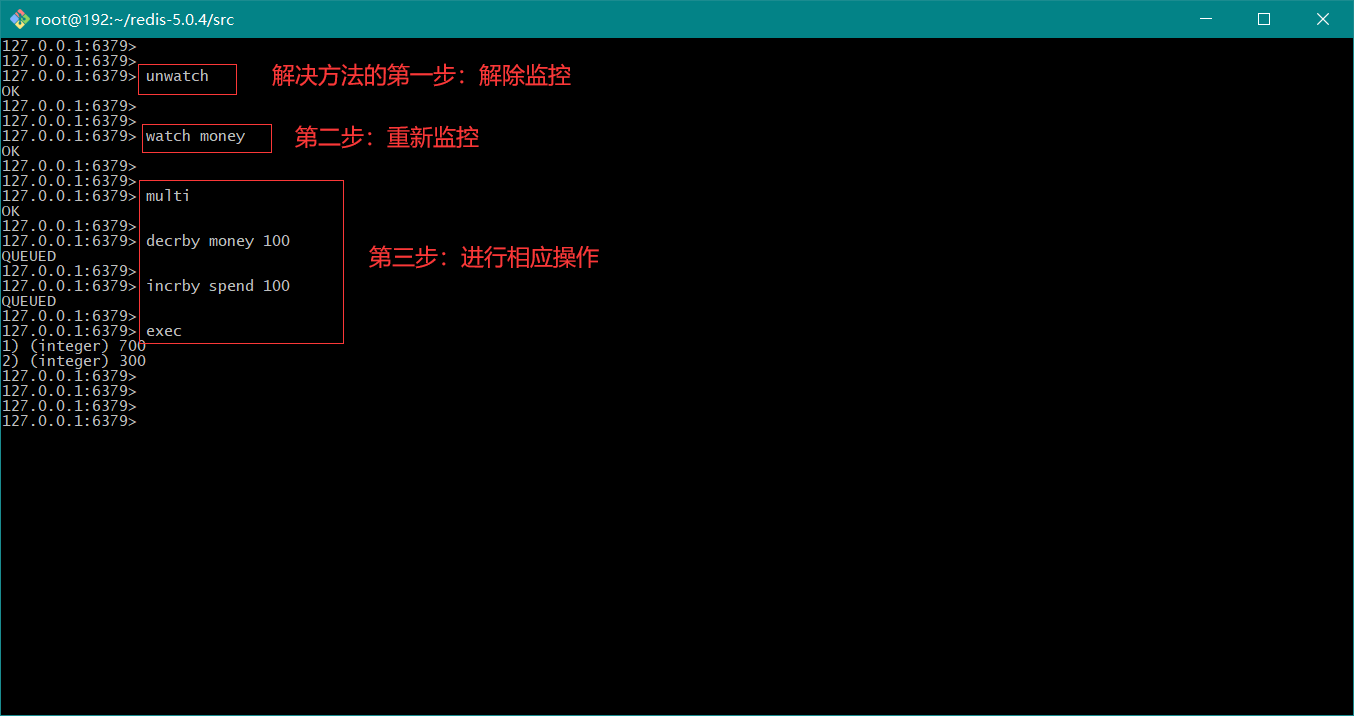 root@192:~/redis-5.0.4/src
127.0.0.1:6379>
127.0.0.1:6379>
127.0.0.1:6379> unwatch 解决方法的第一步：解除监控
OK
127.0.0.1:6379>
127.0.0.1:6379>
127.0.0.1:6379> watch money 第二步：重新监控
OK
127.0.0.1:6379>
127.0.0.1:6379>
127.0.0.1:6379> multi
OK
127.0.0.1:6379>
127.0.0.1:6379> decrby money 100
QUEUED 第三步：进行相应操作
127.0.0.1:6379>
127.0.0.1:6379> incrby spend 100
QUEUED
127.0.0.1:6379>
127.0.0.1:6379> exec
1) (integer) 700
2) (integer) 300
127.0.0.1:6379>
127.0.0.1:6379>
127.0.0.1:6379>
127.0.0.1:6379>